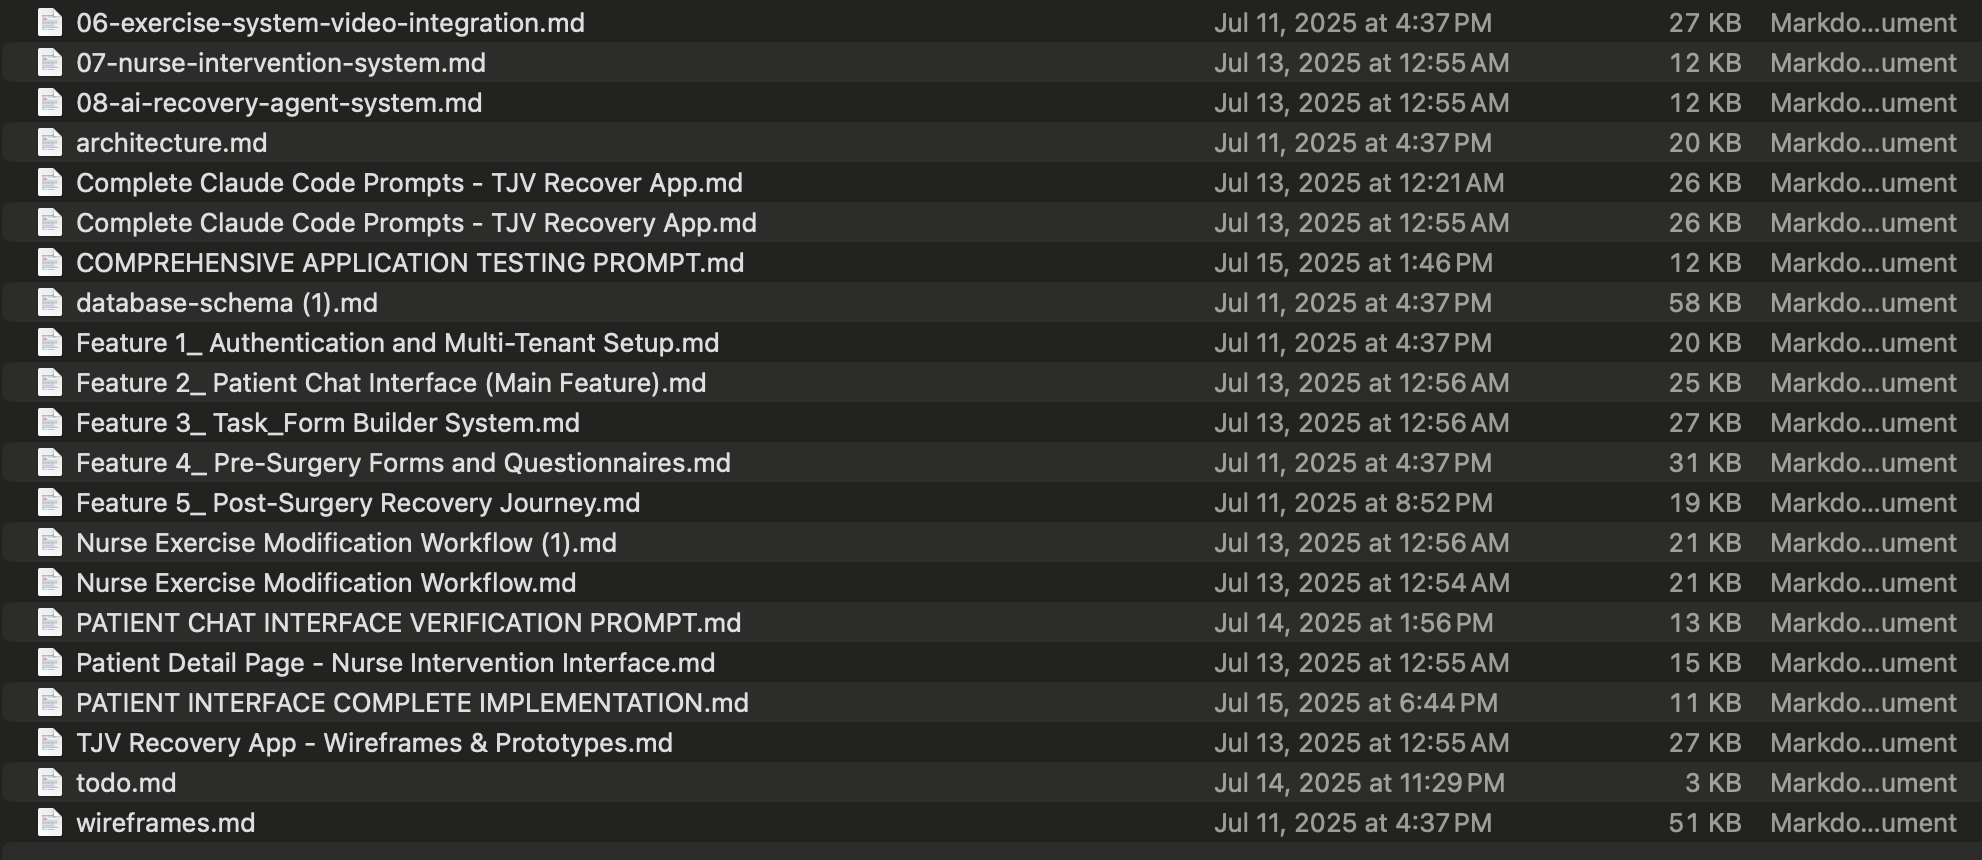 06-exercise-system-video-integration.md Jul 11, 2025 at 4:37 PM 27 KB Markdo...ument
07-nurse-intervention-system.md Jul 13, 2025 at 12:55 AM 12 KB Markdo...ument
08-ai-recovery-agent-system.md Jul 13, 2025 at 12:55 AM 12 KB Markdo...ument
architecture.md Jul 11, 2025 at 4:37 PM 20 KB Markdo...ument
Complete Claude Code Prompts - TJV Recover App.md Jul 13, 2025 at 12:21 AM 26 KB Markdo...ument
Complete Claude Code Prompts - TJV Recovery App.md Jul 13, 2025 at 12:55 AM 26 KB Markdo...ument
COMPREHENSIVE APPLICATION TESTING PROMPT.md Jul 15, 2025 at 1:46 PM 12 KB Markdo...ument
database-schema (1).md Jul 11, 2025 at 4:37 PM 58 KB Markdo...ument
Feature 1_ Authentication and Multi-Tenant Setup.md Jul 11, 2025 at 4:37 PM 20 KB Markdo...ument
Feature 2_ Patient Chat Interface (Main Feature).md Jul 13, 2025 at 12:56 AM 25 KB Markdo...ument
Feature 3_ Task_Form Builder System.md Jul 13, 2025 at 12:56 AM 27 KB Markdo...ument
Feature 4_ Pre-Surgery Forms and Questionnaires.md Jul 11, 2025 at 4:37 PM 31 KB Markdo...ument
Feature 5_ Post-Surgery Recovery Journey.md Jul 11, 2025 at 8:52 PM 19 KB Markdo...ument
Nurse Exercise Modification Workflow (1).md Jul 13, 2025 at 12:56 AM 21 KB Markdo...ument
Nurse Exercise Modification Workflow.md Jul 13, 2025 at 12:54 AM 21 KB Markdo...ument
PATIENT CHAT INTERFACE VERIFICATION PROMPT.md Jul 14, 2025 at 1:56 PM 13 KB Markdo...ument
Patient Detail Page - Nurse Intervention Interface.md Jul 13, 2025 at 12:55 AM 15 KB Markdo...ument
PATIENT INTERFACE COMPLETE IMPLEMENTATION.md Jul 15, 2025 at 6:44 PM 11 KB Markdo...ument
TJV Recovery App - Wireframes & Prototypes.md Jul 13, 2025 at 12:55 AM 27 KB Markdo...ument
todo.md Jul 14, 2025 at 11:29 PM 3 KB Markdo...ument
wireframes.md Jul 11, 2025 at 4:37 PM 51 KB Markdo...ument